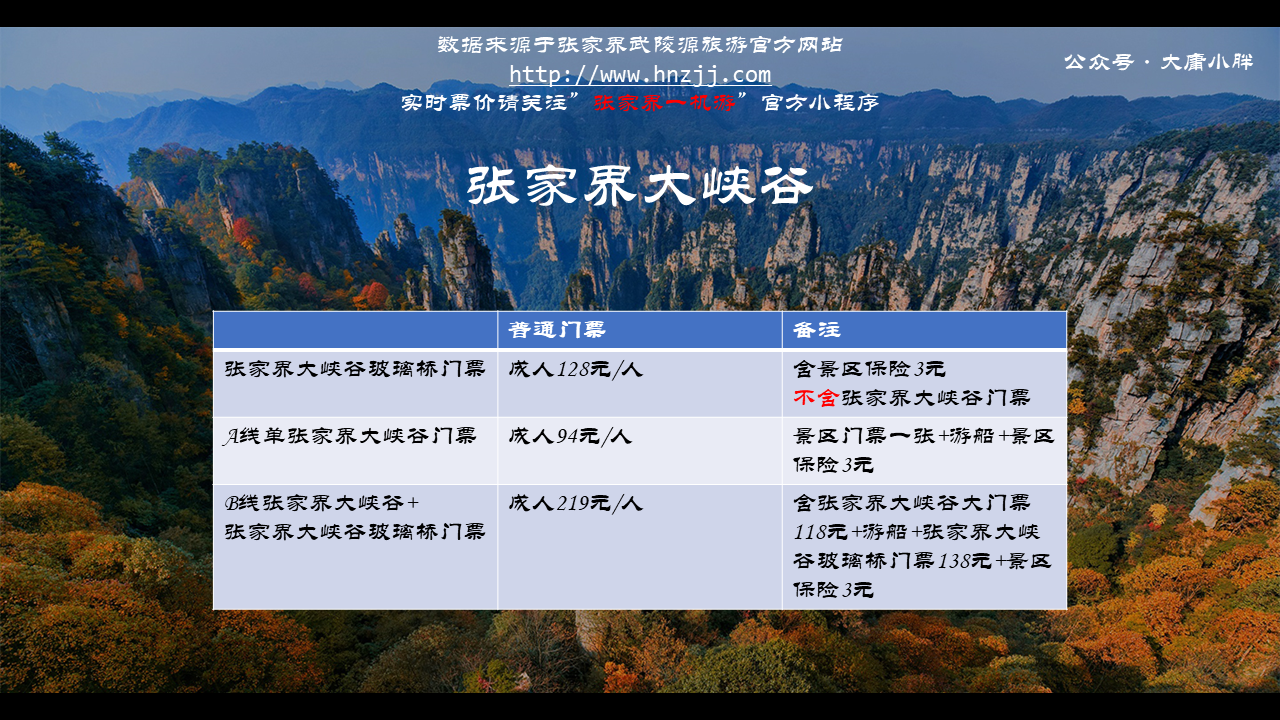 数据来源于张家界武陵源旅游官方网站
http://www.hnzjj.com
实时票价请关注”张家界一机游”官方小程序
公众号·大庸小胖
张家界大峡谷
普通门票 备注
张家界大峡谷玻璃桥门票 成人128元/人 含景区保险3元
不含张家界大峡谷门票
A线单张家界大峡谷门票 成人94元/人 景区门票一张+游船+景区
保险3元
B线张家界大峡谷+
张家界大峡谷玻璃桥门票 成人219元/人 含张家界大峡谷大门票
118元+游船+张家界大峡
谷玻璃桥门票138元+景区
保险3元